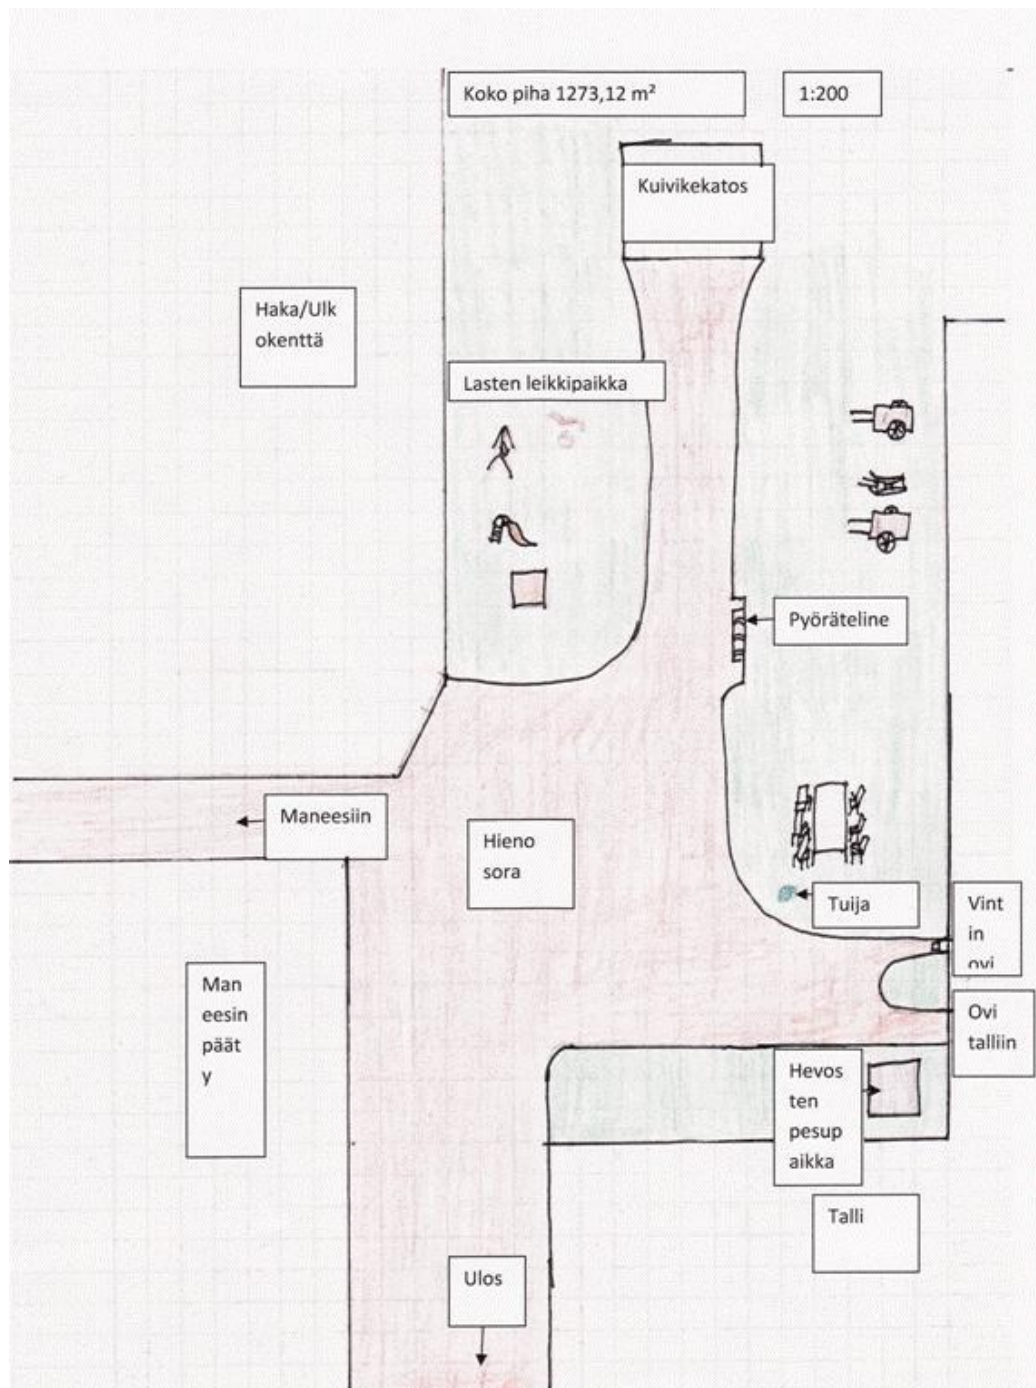 Koko piha 1273,12 m²
1:200
Kuivikekatos
Haka/Ulk
okenttä
Lasten leikkipaikka
Pyöräteline
Maneesiin
Hieno
sora
Tuija
Vint
in
ovi
Man
eesin
päät
y
Ovi
talliin
Hevos
ten
pesup
aikka
Talli
Ulos